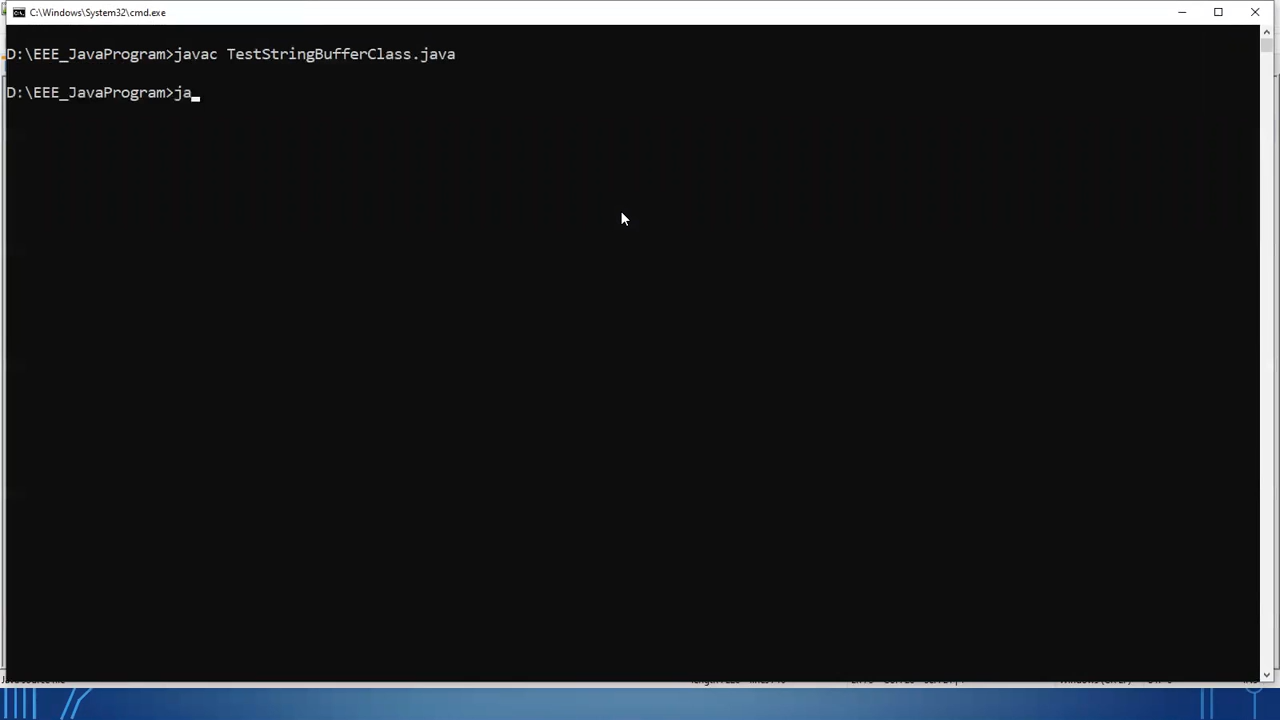 C:\Windows\System32\cmd.exe
D:\EEE_JavaProgram>javac TestStringBufferClass.java
D:\EEE_JavaProgram>ja